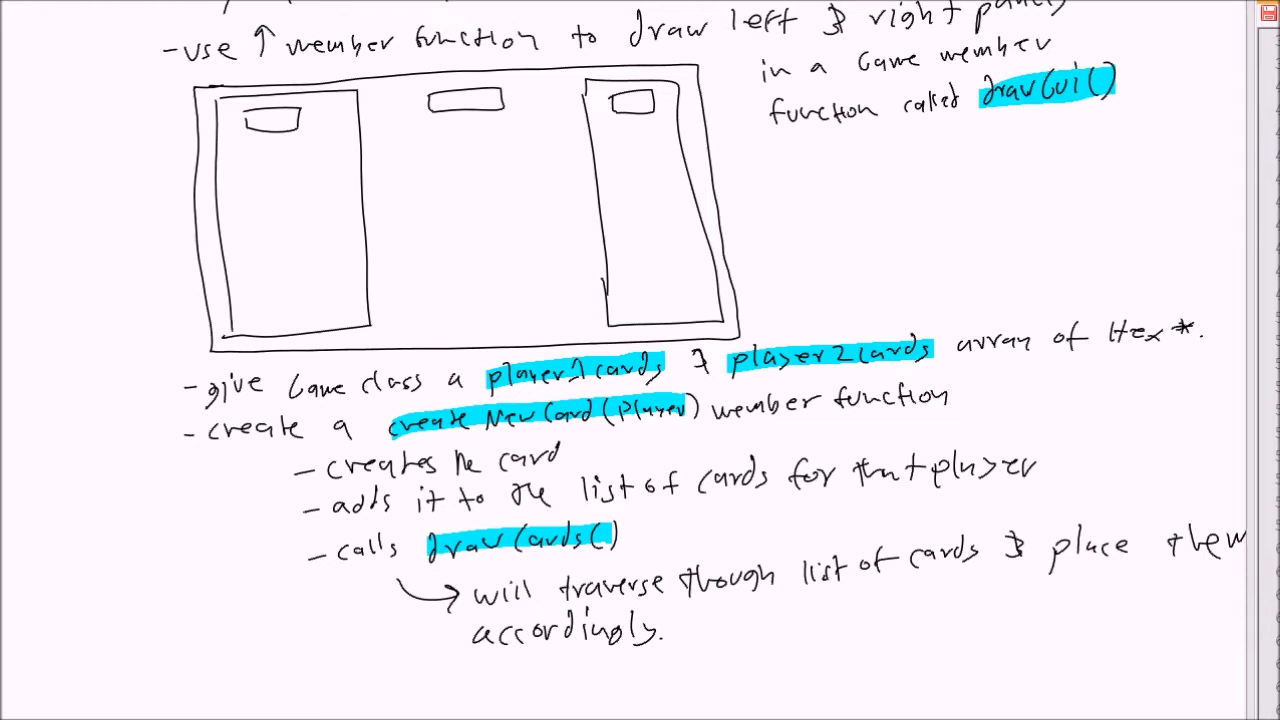 -use ↑ member function to draw left & right panels
in a Game member
function called drawGui()
-give Game class a player1cards & player2cards array of Hex *.
-create a createNewCard(player) member function
-creates the card
-adds it to the list of cards for that player
-calls drawCards()
→ will traverse though list of cards & place them
accordingly.